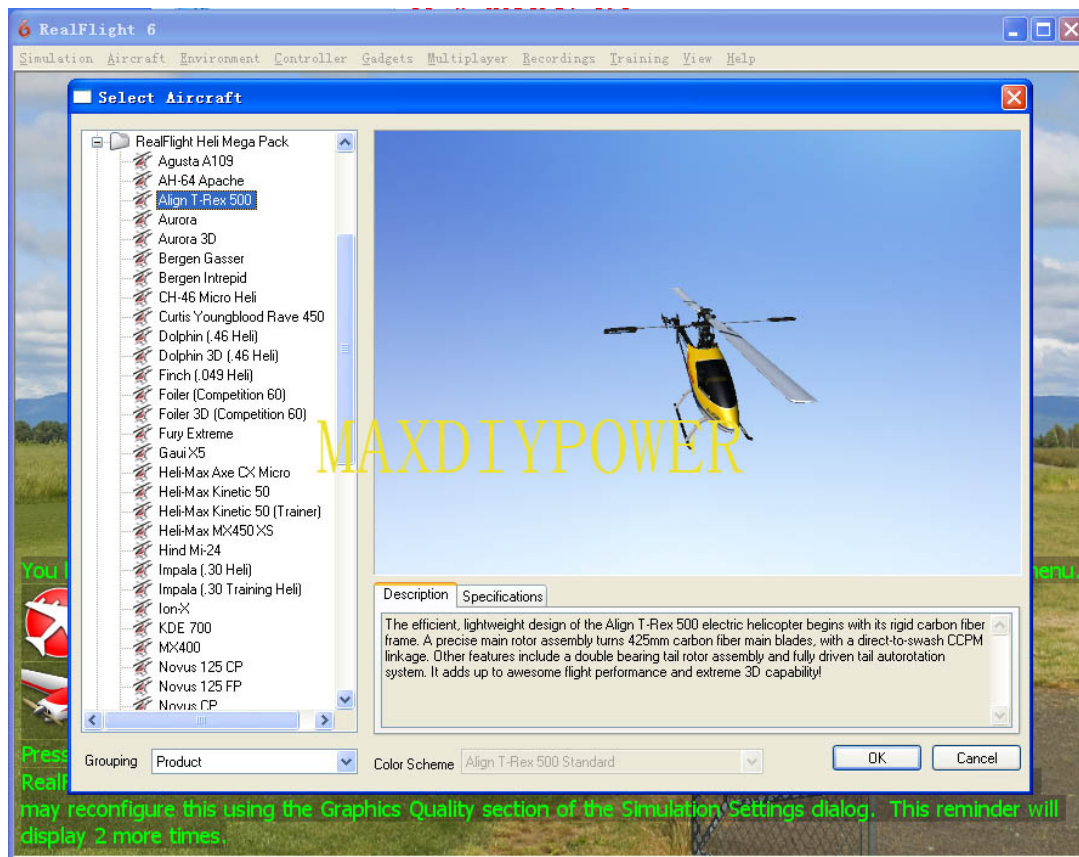 RealFlight 6
Simulation Aircraft Environment Controller Gadgets Multiplayer Recordings Training View Help
Select Aircraft
RealFlight Heli Mega Pack
Agusta A109
AH-64 Apache
Align T-Rex 500
Aurora
Aurora 3D
Bergen Gasser
Bergen Intrepid
CH-46 Micro Heli
Curtis Youngblood Rave 450
Dolphin (.46 Heli)
Dolphin 3D (.46 Heli)
Finch (.049 Heli)
Foiler (Competition 60)
Foiler 3D (Competition 60)
Fury Extreme
Gaui X5
Heli-Max Axe CX Micro
Heli-Max Kinetic 50
Heli-Max Kinetic 50 (Trainer)
Heli-Max MX450 XS
Hind Mi-24
Impala (.30 Heli)
Impala (.30 Training Heli)
Ion-X
KDE 700
MX400
Novus 125 CP
Novus 125 FP
Novus CP
MAXDIYPOWER
Description Specifications
The efficient, lightweight design of the Align T-Rex 500 electric helicopter begins with its rigid carbon fiber
frame. A precise main rotor assembly turns 425mm carbon fiber main blades, with a direct-to-swash CCPM
linkage. Other features include a double bearing tail rotor assembly and fully driven tail autorotation
system. It adds up to awesome flight performance and extreme 3D capability!
Grouping Product Color Scheme Align T-Rex 500 Standard OK Cancel
You
menu.
Press
RealF
may reconfigure this using the Graphics Quality section of the Simulation Settings dialog. This reminder will
display 2 more times.